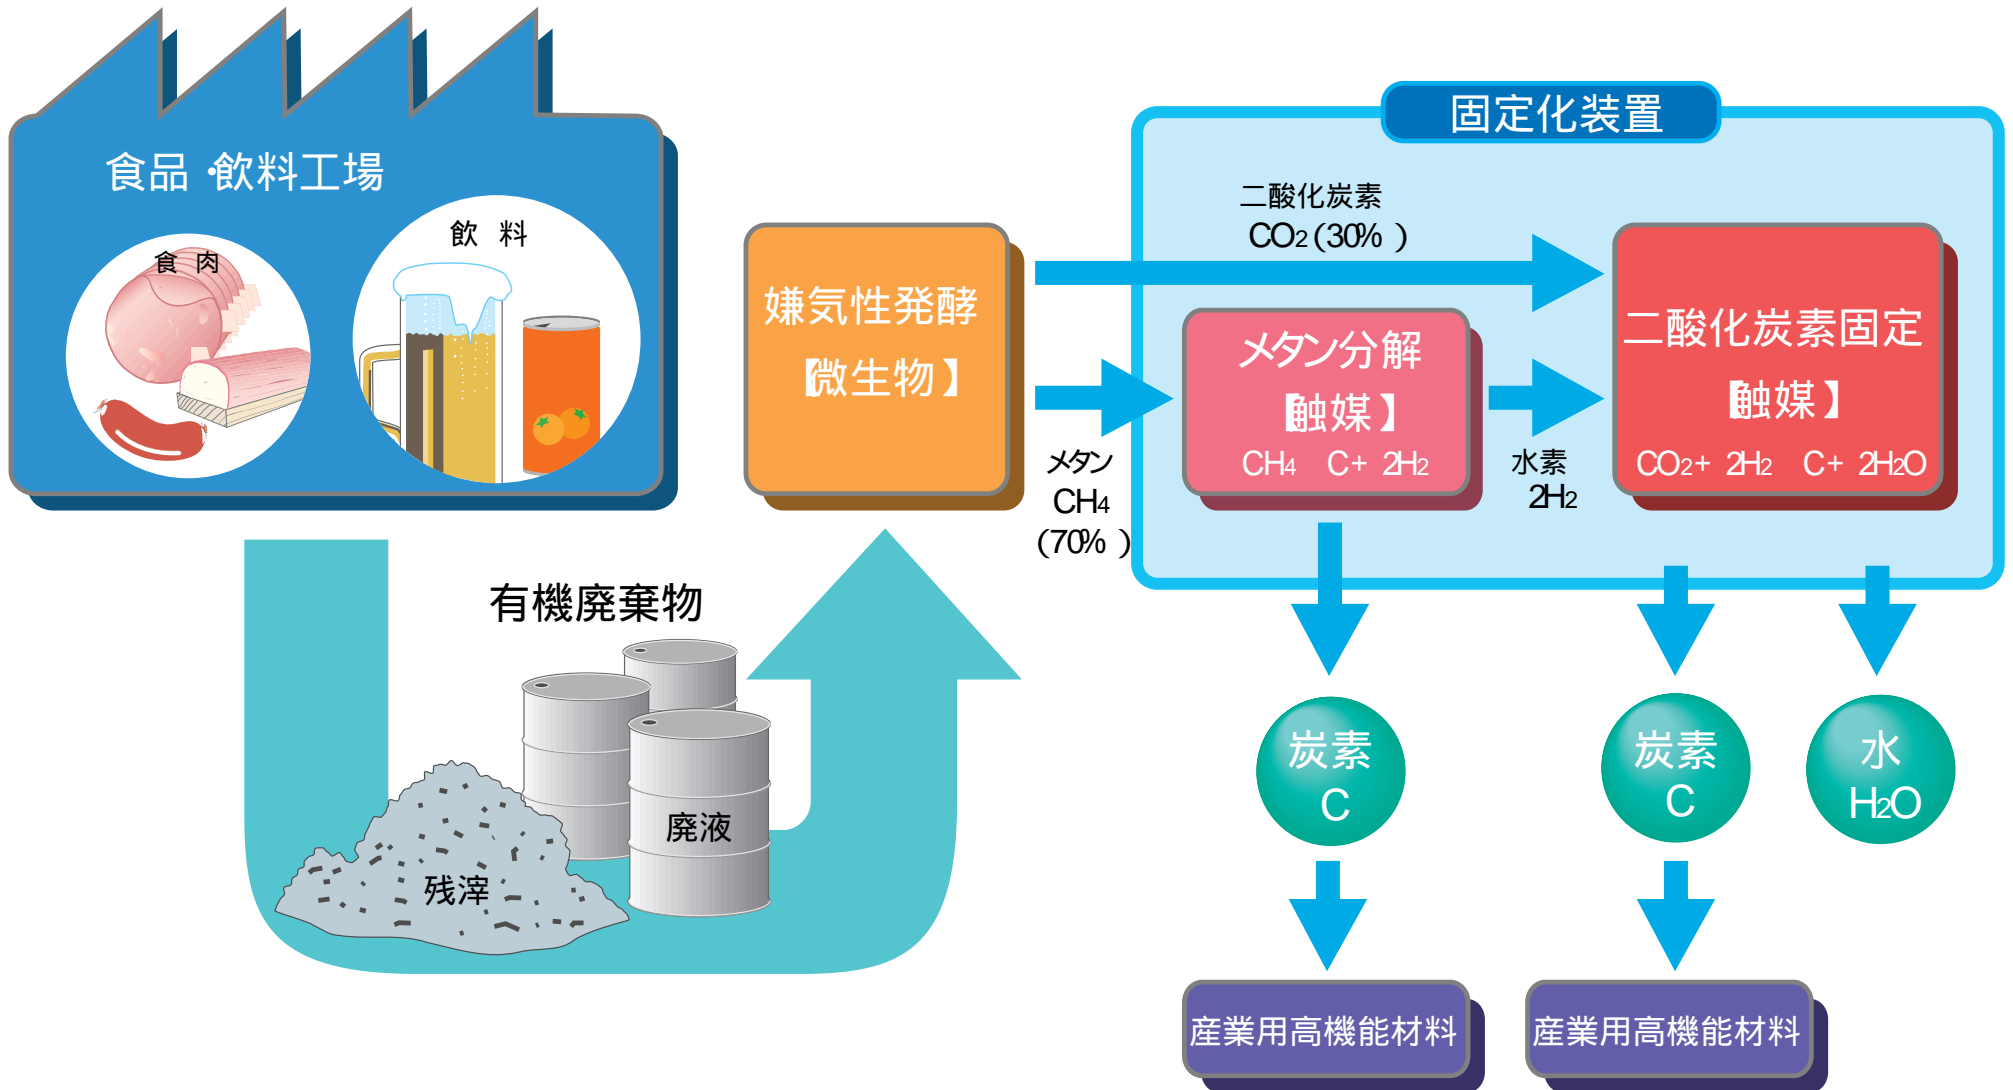 食品・飲料工場
食 肉
飲 料
有機廃棄物
残滓
廃液
嫌気性発酵
【微生物】
固定化装置
二酸化炭素
CO2(30%)
メタン
CH4
(70%)
メタン分解
【触媒】
CH4 C+ 2H2
水素
2H2
二酸化炭素固定
【触媒】
CO2+ 2H2 C+ 2H2O
炭素
C
炭素
C
水
H2O
産業用高機能材料
産業用高機能材料